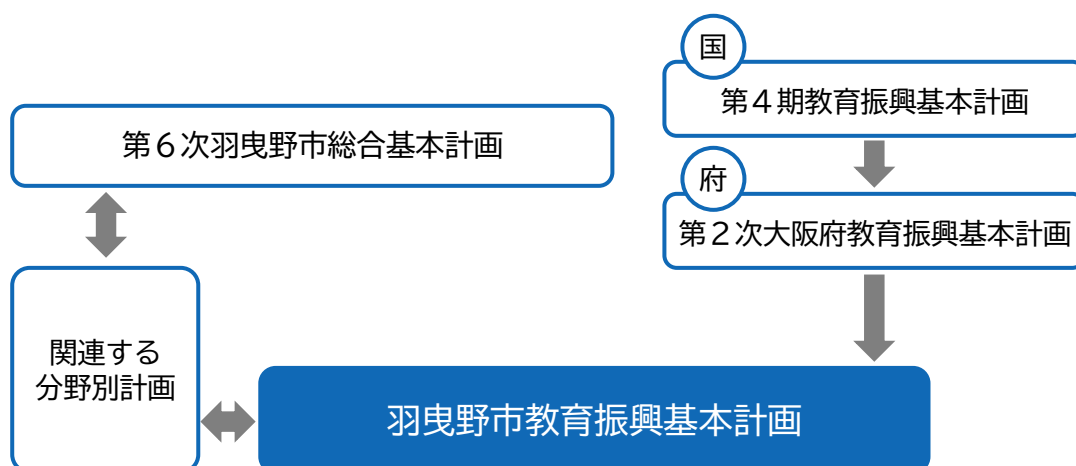 国
第４期教育振興基本計画
第６次羽曳野市総合基本計画
府
第２次大阪府教育振興基本計画
関連する
分野別計画
羽曳野市教育振興基本計画